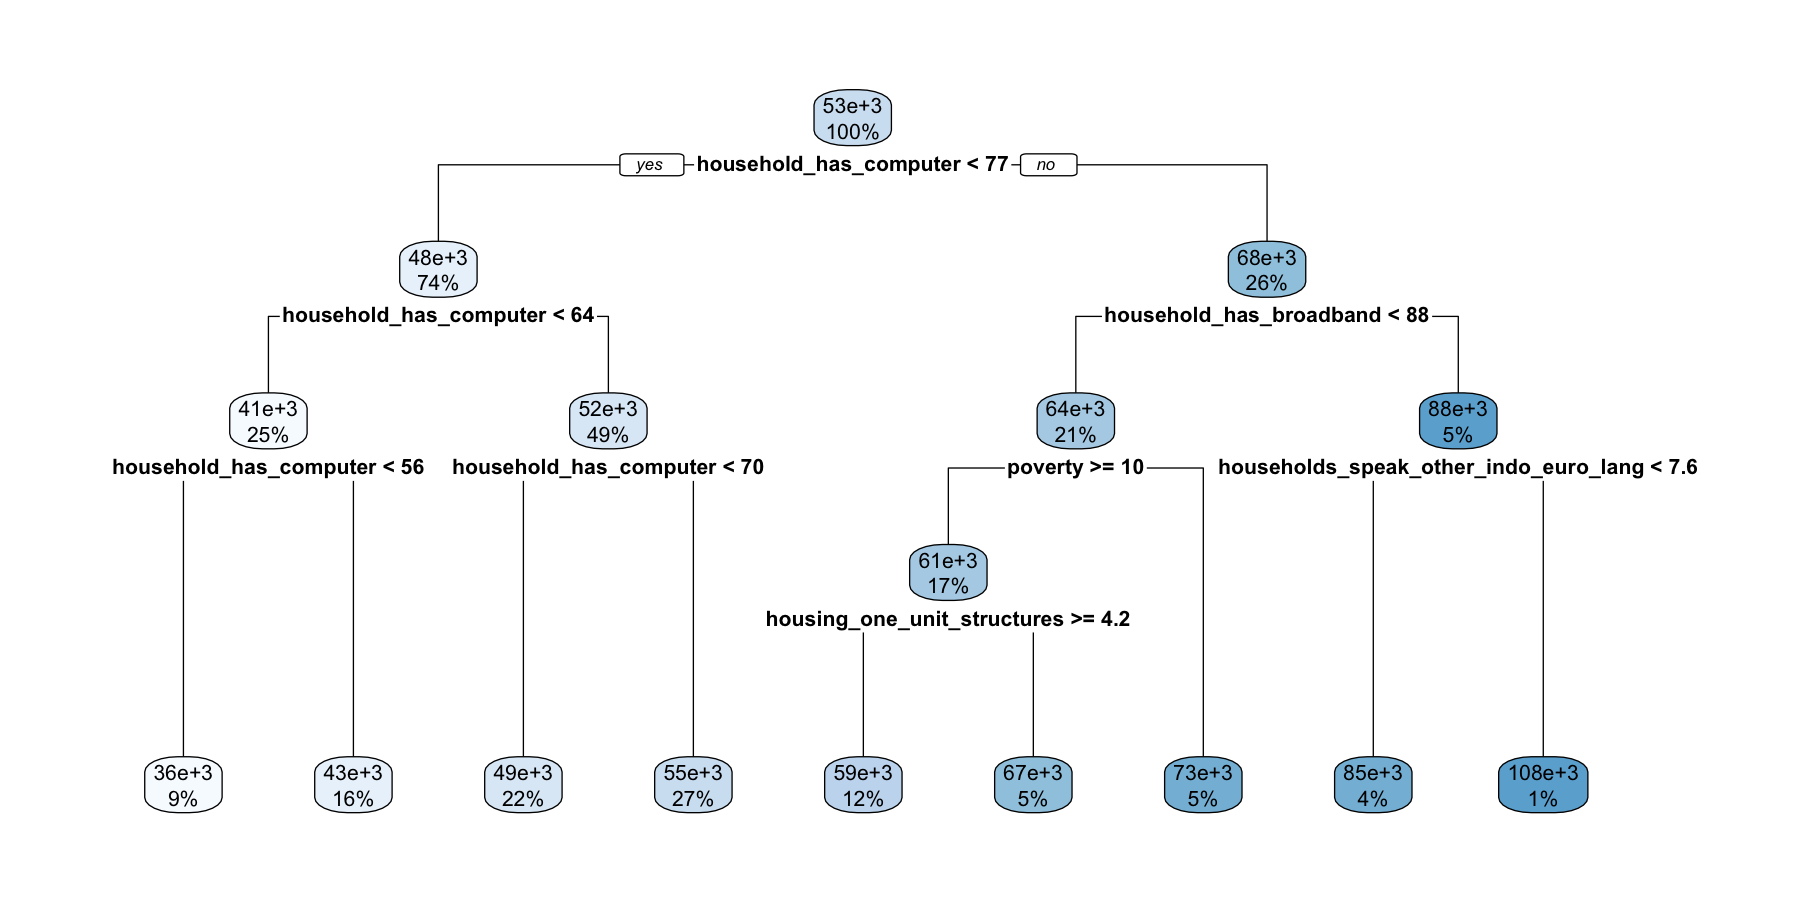 53e+3
100%
yes household_has_computer < 77 no
48e+3
74%
68e+3
26%
household_has_computer < 64
household_has_broadband < 88
41e+3
25%
52e+3
49%
64e+3
21%
88e+3
5%
household_has_computer < 56
household_has_computer < 70
poverty >= 10
households_speak_other_indo_euro_lang < 7.6
61e+3
17%
housing_one_unit_structures >= 4.2
36e+3
9%
43e+3
16%
49e+3
22%
55e+3
27%
59e+3
12%
67e+3
5%
73e+3
5%
85e+3
4%
108e+3
1%